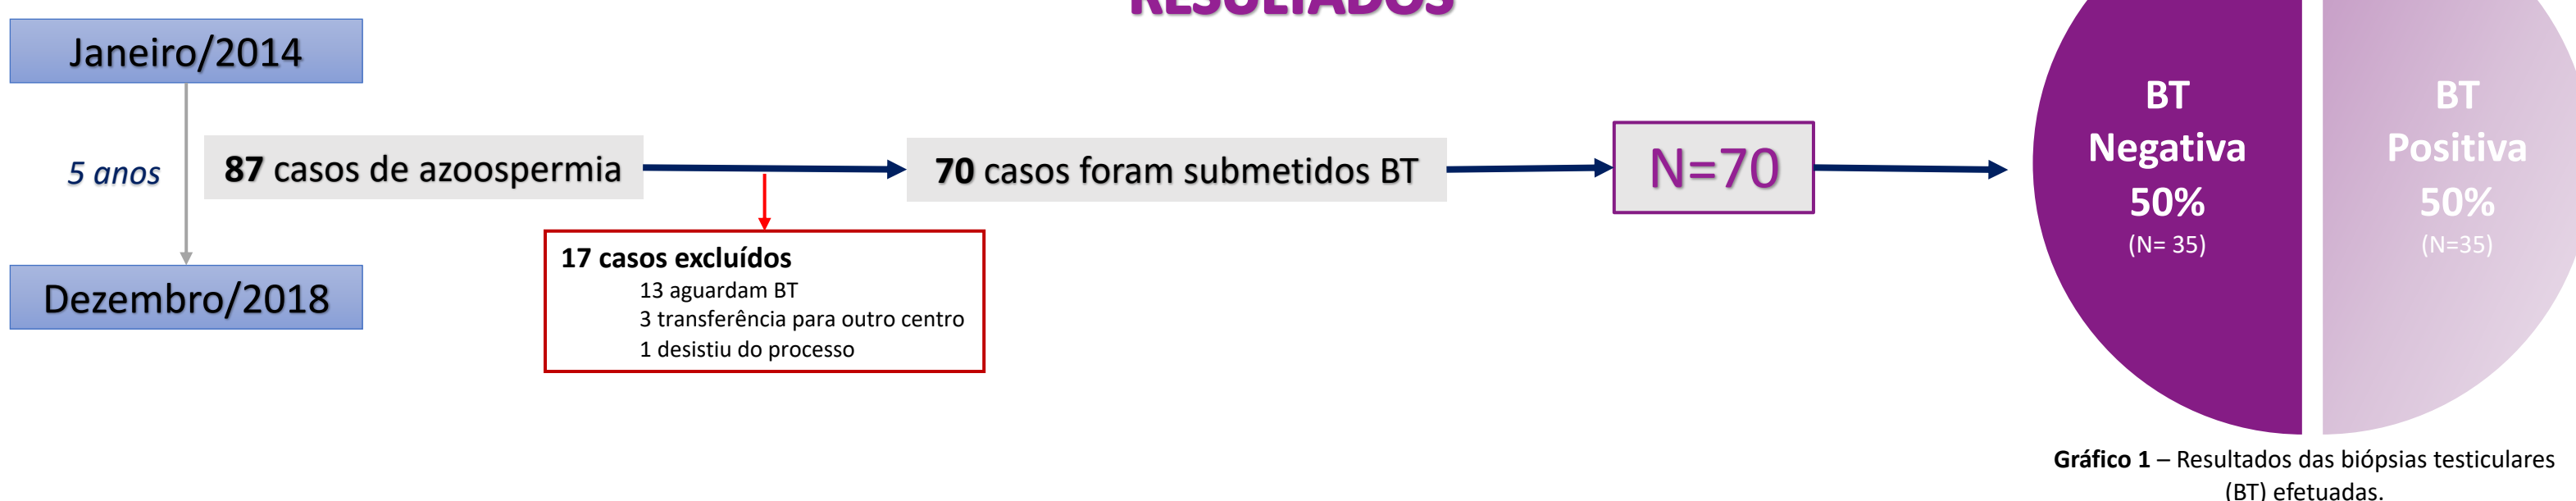 RESULTADOS
Janeiro/2014
5 anos
Dezembro/2018
87 casos de azoospermia
17 casos excluídos
13 aguardam BT
3 transferência para outro centro
1 desistiu do processo
70 casos foram submetidos BT
N=70
BT
Negativa
50%
(N= 35)
BT
Positiva
50%
(N=35)
Gráfico 1 – Resultados das biópsias testiculares
(BT) efetuadas.